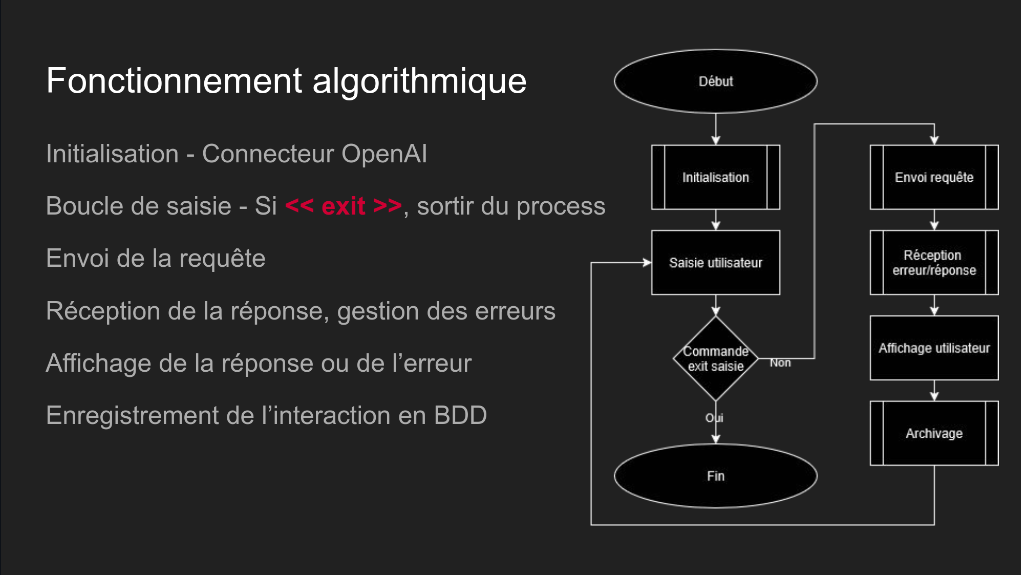 Fonctionnement algorithmique
Initialisation - Connecteur OpenAI
Boucle de saisie - Si << exit >>, sortir du process
Envoi de la requête
Réception de la réponse, gestion des erreurs
Affichage de la réponse ou de l’erreur
Enregistrement de l’interaction en BDD
Début
Initialisation
Saisie utilisateur
Commande
exit saisie
Non
Oui
Fin
Envoi requête
Réception
erreur/réponse
Affichage utilisateur
Archivage